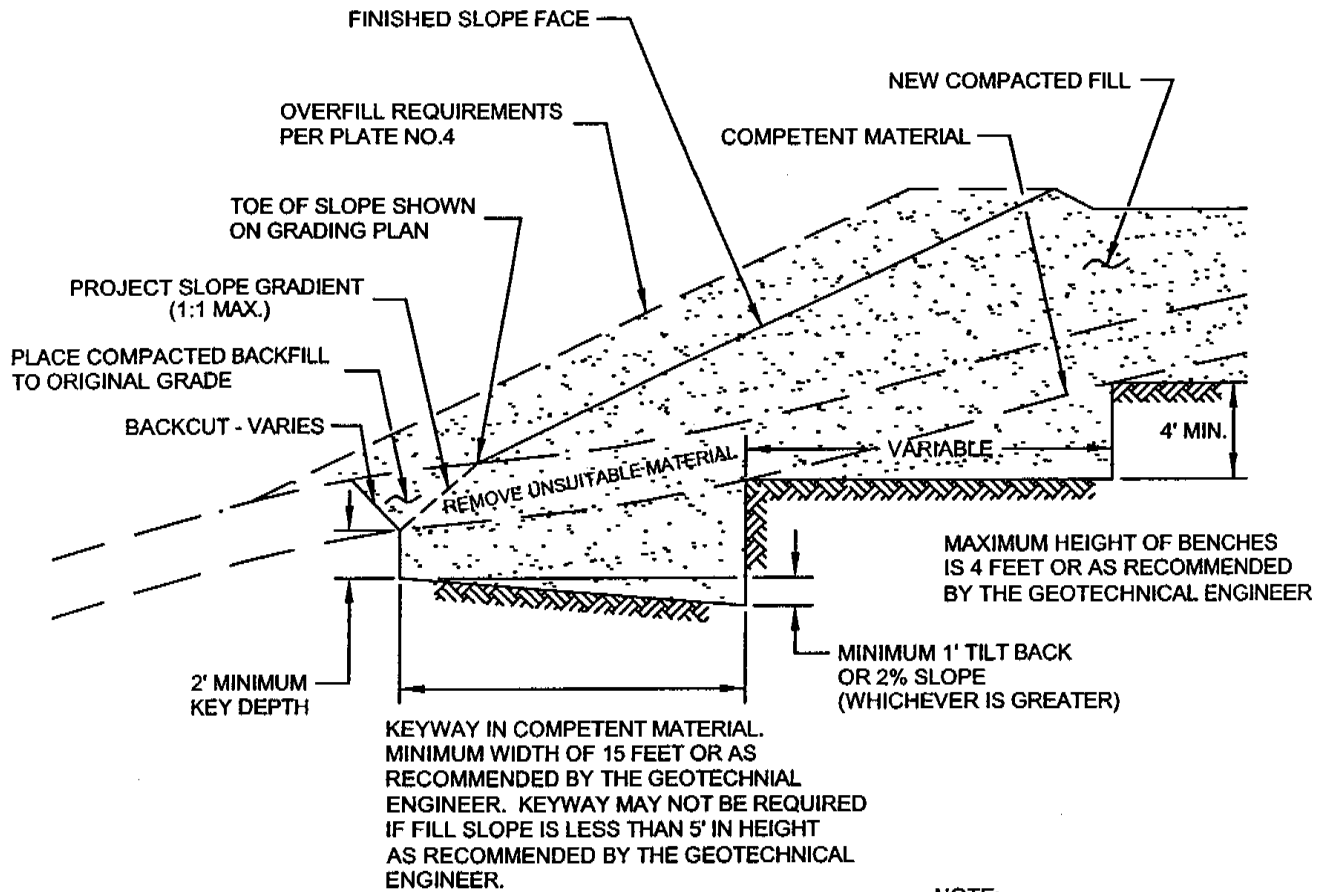 FINISHED SLOPE FACE
NEW COMPACTED FILL
OVERFILL REQUIREMENTS
PER PLATE NO.4
COMPETENT MATERIAL
TOE OF SLOPE SHOWN
ON GRADING PLAN
PROJECT SLOPE GRADIENT
(1:1 MAX.)
PLACE COMPACTED BACKFILL
TO ORIGINAL GRADE
BACKCUT - VARIES
REMOVE UNSUITABLE MATERIAL
VARIABLE
4' MIN.
MAXIMUM HEIGHT OF BENCHES
IS 4 FEET OR AS RECOMMENDED
BY THE GEOTECHNICAL ENGINEER
MINIMUM 1' TILT BACK
OR 2% SLOPE
(WHICHEVER IS GREATER)
2' MINIMUM
KEY DEPTH
KEYWAY IN COMPETENT MATERIAL.
MINIMUM WIDTH OF 15 FEET OR AS
RECOMMENDED BY THE GEOTECHNIAL
ENGINEER. KEYWAY MAY NOT BE REQUIRED
IF FILL SLOPE IS LESS THAN 5' IN HEIGHT
AS RECOMMENDED BY THE GEOTECHNICAL
ENGINEER.
NOTE: